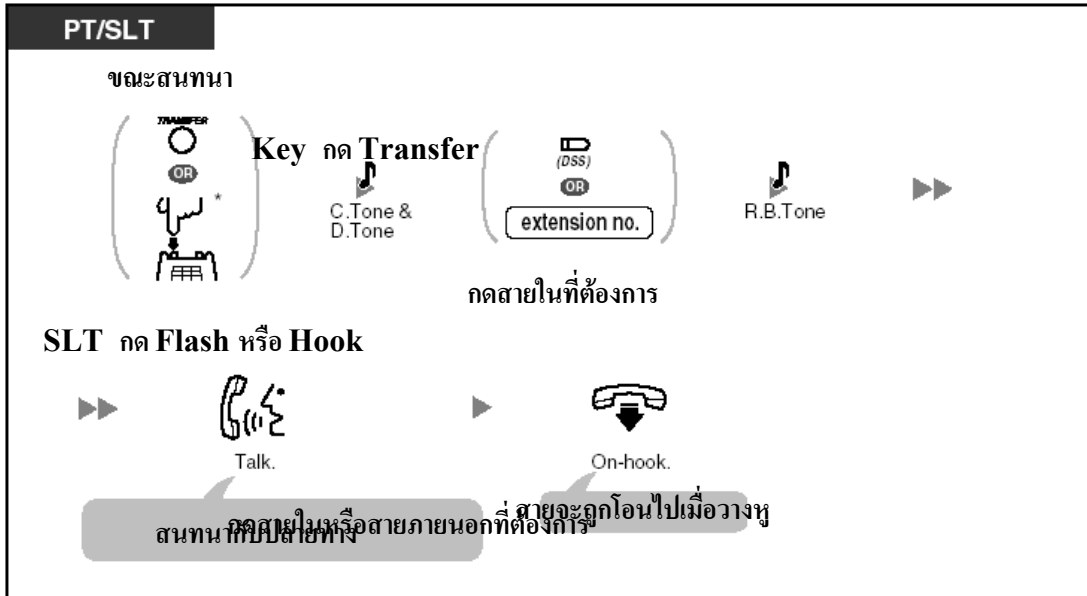 PT/SLT
ขณะสนทนา
TRANSFER
Key กด Transfer
OR
*
C.Tone &
D.Tone
(DSS)
OR
extension no.
R.B.Tone
กดสายในที่ต้องการ
SLT กด Flash หรือ Hook
Talk.
On-hook.
สายจะถูกโอนไปเมื่อวางหู
กดสายในหรือสายภายนอกที่ต้องการ
สนทนากับปลายทาง